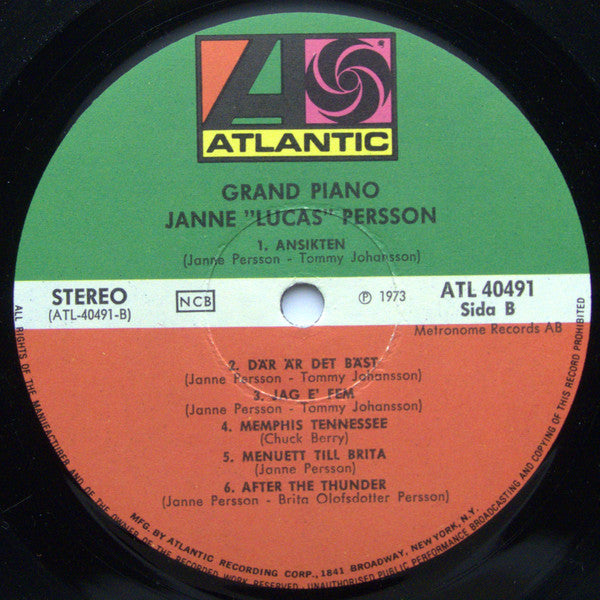 ATLANTIC
GRAND PIANO
JANNE "LUCAS" PERSSON
1. ANSIKTEN
(Janne Persson - Tommy Johansson)
STEREO
(ATL-40491-B)
NCB
Ⓟ 1973
ATL 40491
Sida B
Metronome Records AB
2. DÄR ÄR DET BÄST
(Janne Persson - Tommy Johansson)
3. JAG E' FEM
(Janne Persson - Tommy Johansson)
4. MEMPHIS TENNESSEE
(Chuck Berry)
5. MENUETT TILL BRITA
(Janne Persson)
6. AFTER THE THUNDER
(Janne Persson - Brita Olofsdotter Persson)
MFG. BY ATLANTIC RECORDING CORP., 1841 BROADWAY, NEW YORK, N.Y.
ALL RIGHTS OF THE MANUFACTURER AND OF THE OWNER OF THE RECORDED WORK RESERVED. UNAUTHORISED PUBLIC PERFORMANCE BROADCASTING AND COPYING OF THIS RECORD PROHIBITED